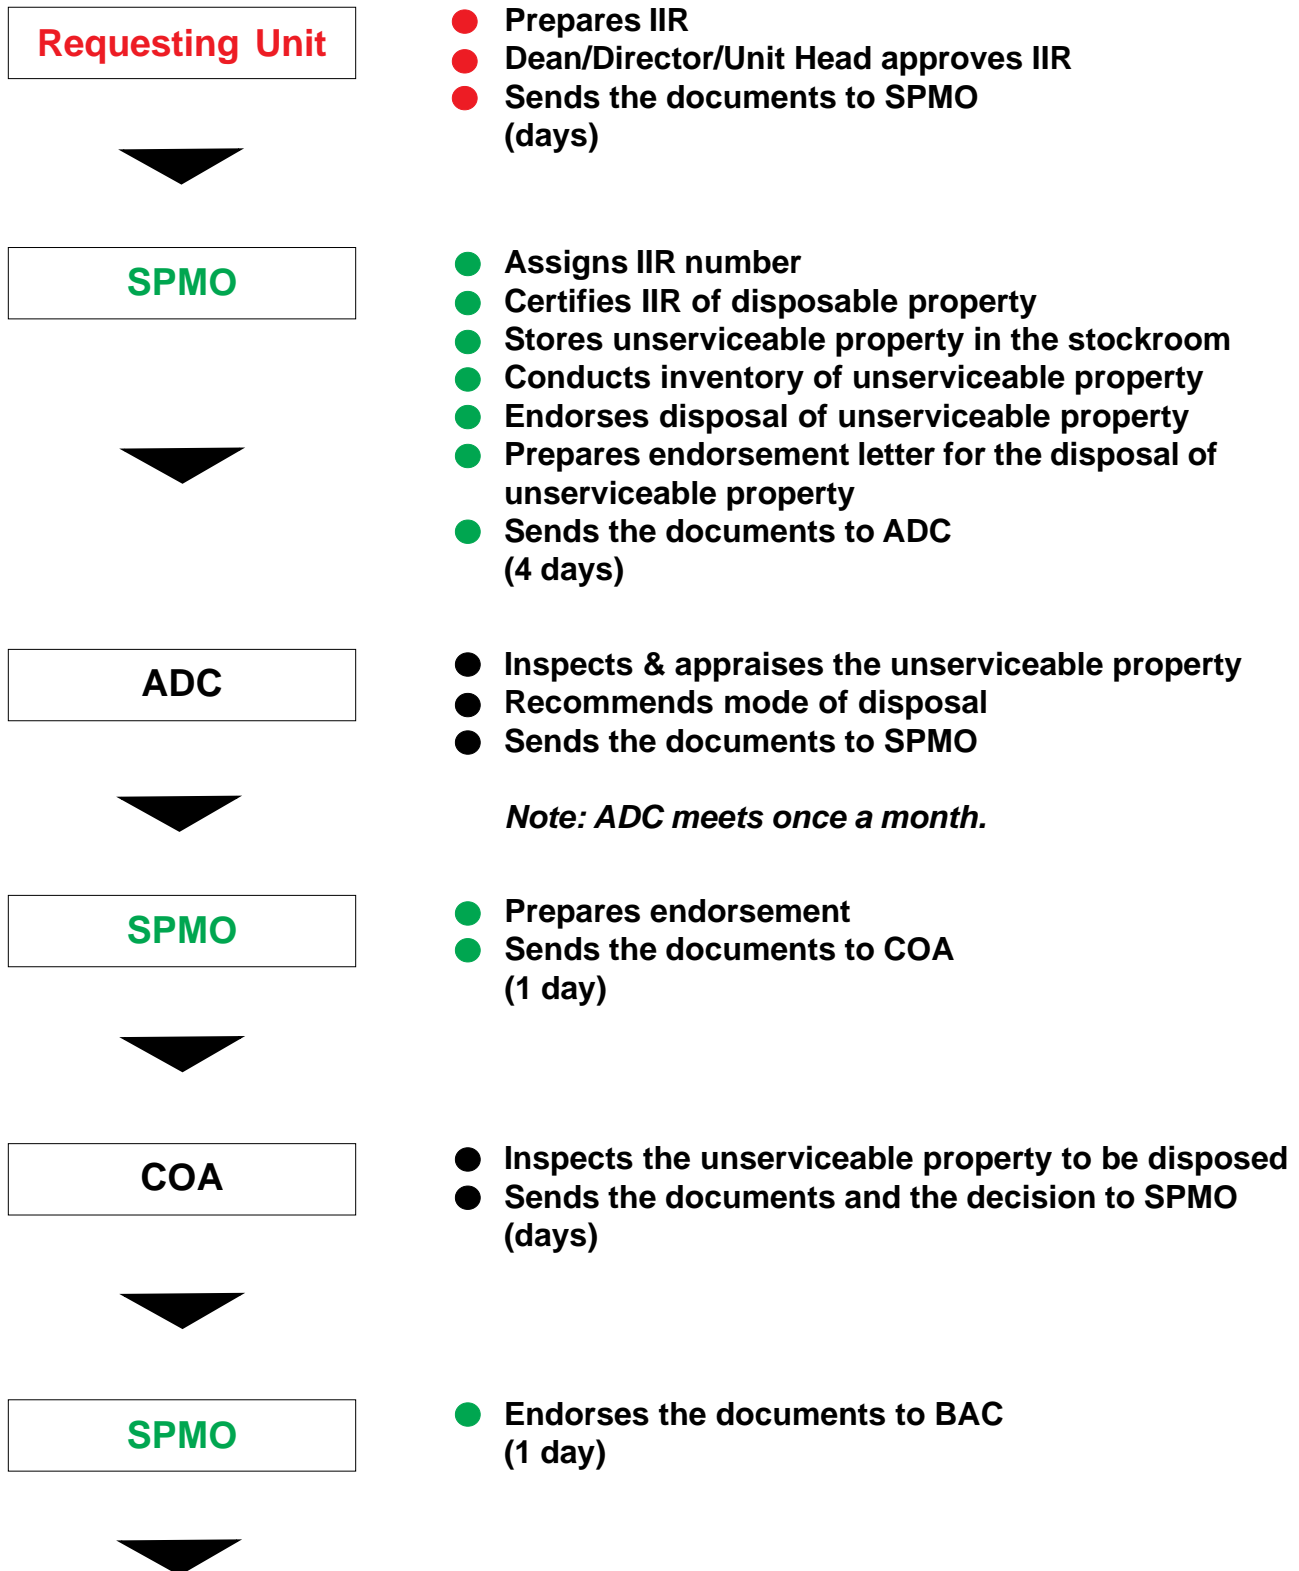 Requesting Unit
Prepares IIR
Dean/Director/Unit Head approves IIR
Sends the documents to SPMO
(days)
SPMO
Assigns IIR number
Certifies IIR of disposable property
Stores unserviceable property in the stockroom
Conducts inventory of unserviceable property
Endorses disposal of unserviceable property
Prepares endorsement letter for the disposal of
unserviceable property
Sends the documents to ADC
(4 days)
ADC
Inspects & appraises the unserviceable property
Recommends mode of disposal
Sends the documents to SPMO
Note: ADC meets once a month.
SPMO
Prepares endorsement
Sends the documents to COA
(1 day)
COA
Inspects the unserviceable property to be disposed
Sends the documents and the decision to SPMO
(days)
SPMO
Endorses the documents to BAC
(1 day)